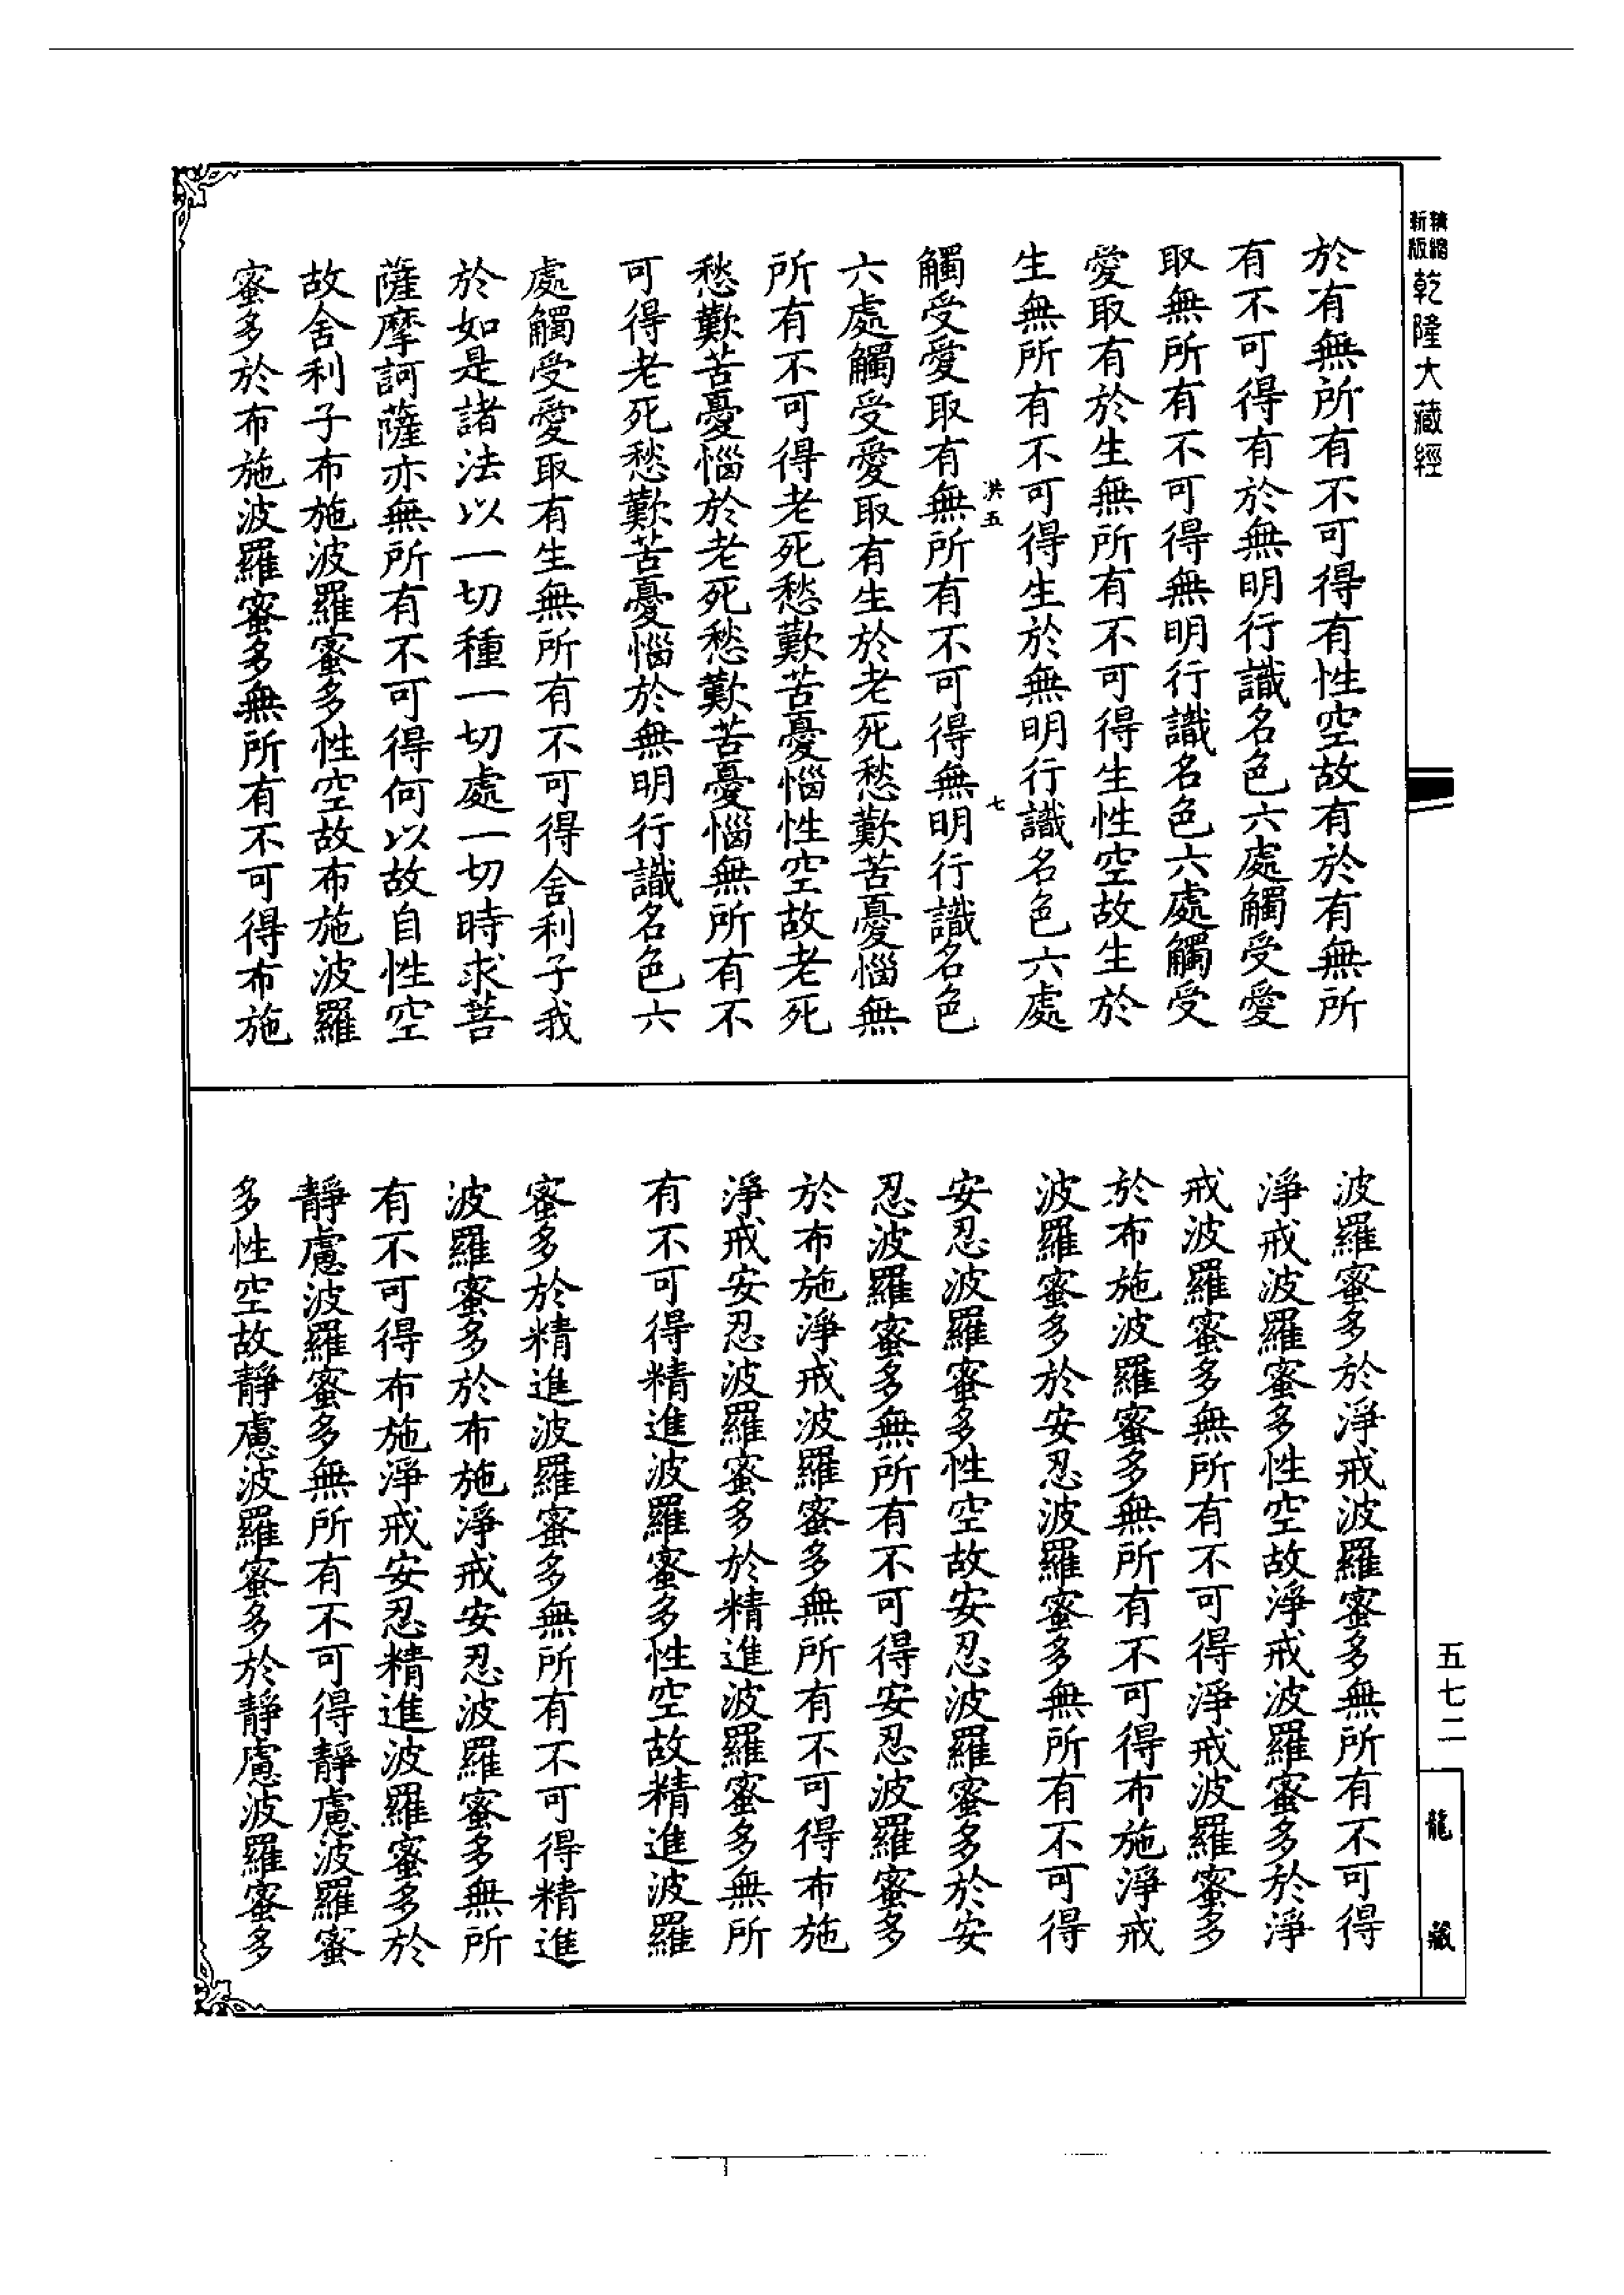 精縮新版乾隆大藏經
於有無所有不可得有性空故有於有無所
有不可得有於無明行識名色六處觸受愛
取無所有不可得無明行識名色六處觸受
愛取有於生無所有不可得生性空故生於
生無所有不可得生於無明行識名色六處
洪五 七
觸受愛取有無所有不可得無明行識名色
六處觸受愛取有生於老死愁歎苦憂惱無
所有不可得老死愁歎苦憂惱性空故老死
愁歎苦憂惱於老死愁歎苦憂惱無所有不
可得老死愁歎苦憂惱於無明行識名色六
處觸受愛取有生無所有不可得舍利子我
於如是諸法以一切種一切處一切時求菩
薩摩訶薩亦無所有不可得何以故自性空
故舍利子布施波羅蜜多性空故布施波羅
蜜多於布施波羅蜜多無所有不可得布施
波羅蜜多於淨戒波羅蜜多無所有不可得
淨戒波羅蜜多性空故淨戒波羅蜜多於淨
戒波羅蜜多無所有不可得淨戒波羅蜜多
於布施波羅蜜多無所有不可得布施淨戒
波羅蜜多於安忍波羅蜜多無所有不可得
安忍波羅蜜多性空故安忍波羅蜜多於安
忍波羅蜜多無所有不可得安忍波羅蜜多
於布施淨戒波羅蜜多無所有不可得布施
淨戒安忍波羅蜜多於精進波羅蜜多無所
有不可得精進波羅蜜多性空故精進波羅
蜜多於精進波羅蜜多無所有不可得精進
波羅蜜多於布施淨戒安忍波羅蜜多無所
有不可得布施淨戒安忍精進波羅蜜多於
靜慮波羅蜜多無所有不可得靜慮波羅蜜
多性空故靜慮波羅蜜多於靜慮波羅蜜多
五七二
龍藏